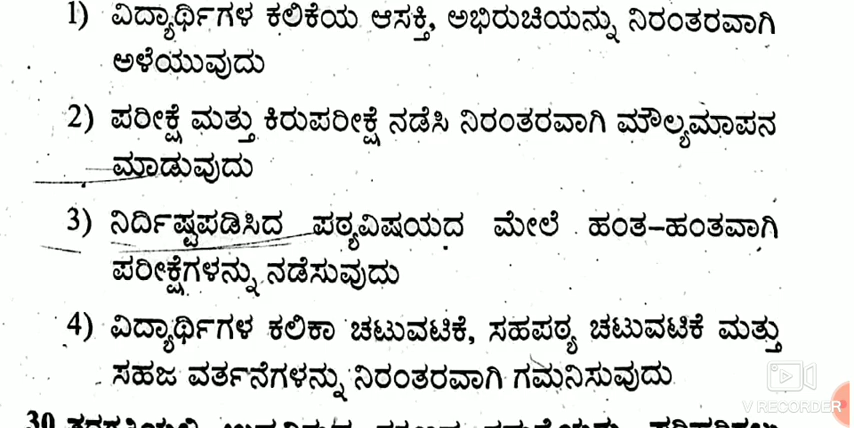 1) ವಿದ್ಯಾರ್ಥಿಗಳ ಕಲಿಕೆಯ ಆಸಕ್ತಿ, ಅಭಿರುಚಿಯನ್ನು ನಿರಂತರವಾಗಿ
ಅಳೆಯುವುದು
2) ಪರೀಕ್ಷೆ ಮತ್ತು ಕಿರುಪರೀಕ್ಷೆ ನಡೆಸಿ ನಿರಂತರವಾಗಿ ಮೌಲ್ಯಮಾಪನ
ಮಾಡುವುದು
3) ನಿರ್ದಿಷ್ಟಪಡಿಸಿದ ಪಠ್ಯವಿಷಯದ ಮೇಲೆ ಹಂತ-ಹಂತವಾಗಿ
ಪರೀಕ್ಷೆಗಳನ್ನು ನಡೆಸುವುದು
4) ವಿದ್ಯಾರ್ಥಿಗಳ ಕಲಿಕಾ ಚಟುವಟಿಕೆ, ಸಹಪಠ್ಯ ಚಟುವಟಿಕೆ ಮತ್ತು
ಸಹಜ ವರ್ತನೆಗಳನ್ನು ನಿರಂತರವಾಗಿ ಗಮನಿಸುವುದು
V RECORDER
30